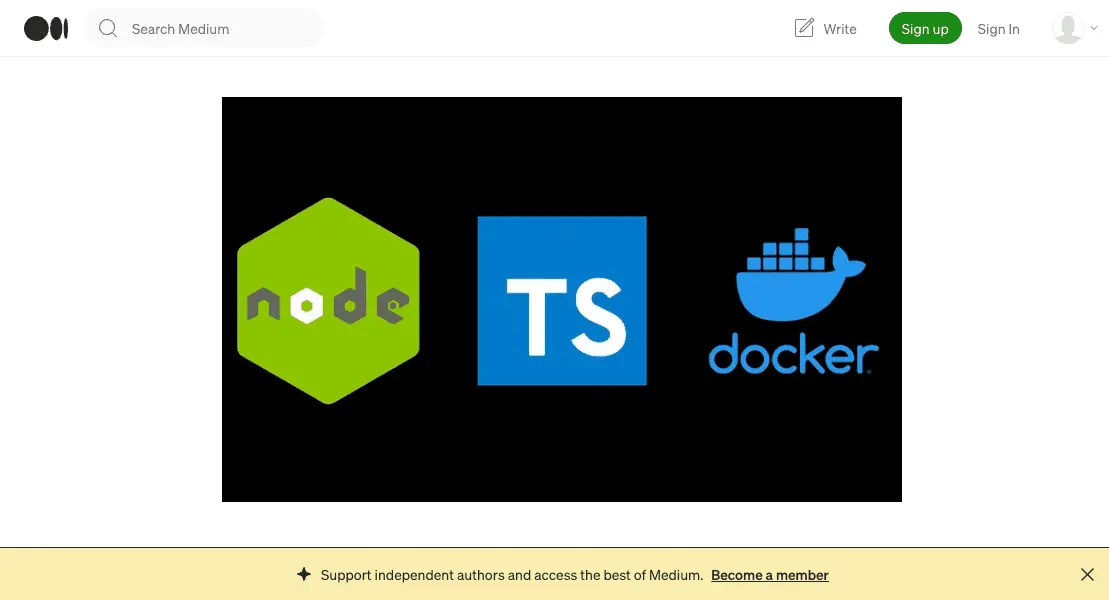 Search Medium
Write
Sign up
Sign In
node
TS
docker
Support independent authors and access the best of Medium. Become a member